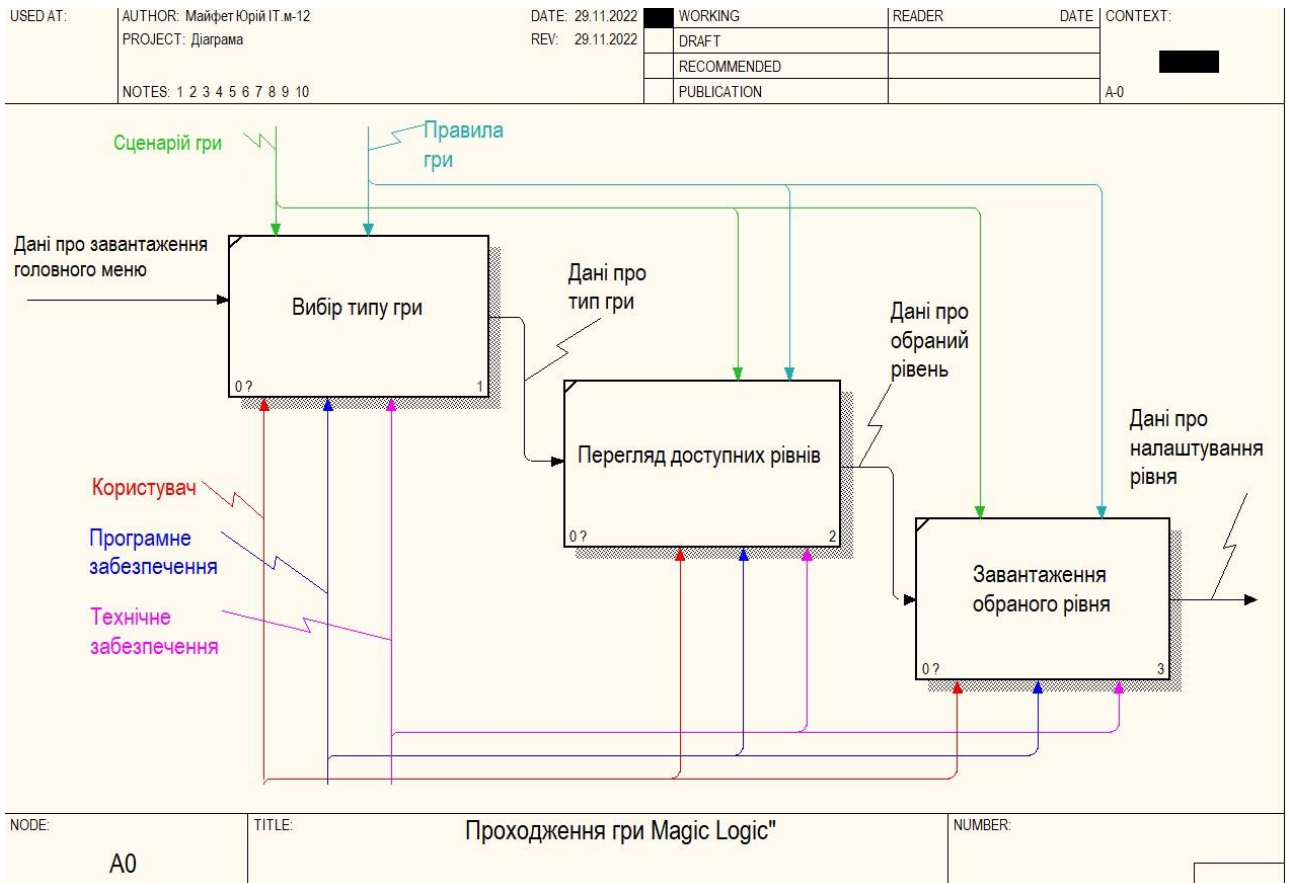 USED AT:
AUTHOR: Майфет Юрій ІТ.м-12
DATE: 29.11.2022
WORKING
READER
DATE
CONTEXT:
PROJECT: Діаграма
REV: 29.11.2022
DRAFT
RECOMMENDED
NOTES: 1 2 3 4 5 6 7 8 9 10
PUBLICATION
A-0
Сценарій гри
Правила
гри
Дані про завантаження
головного меню
Вибір типу гри
0 ?
1
Дані про
тип гри
Перегляд доступних рівнів
0 ?
2
Дані про
обраний
рівень
Завантаження
обраного рівня
0 ?
3
Дані про
налаштування
рівня
Користувач
Програмне
забезпечення
Технічне
забезпечення
NODE:
A0
TITLE:
Проходження гри Magic Logic"
NUMBER: